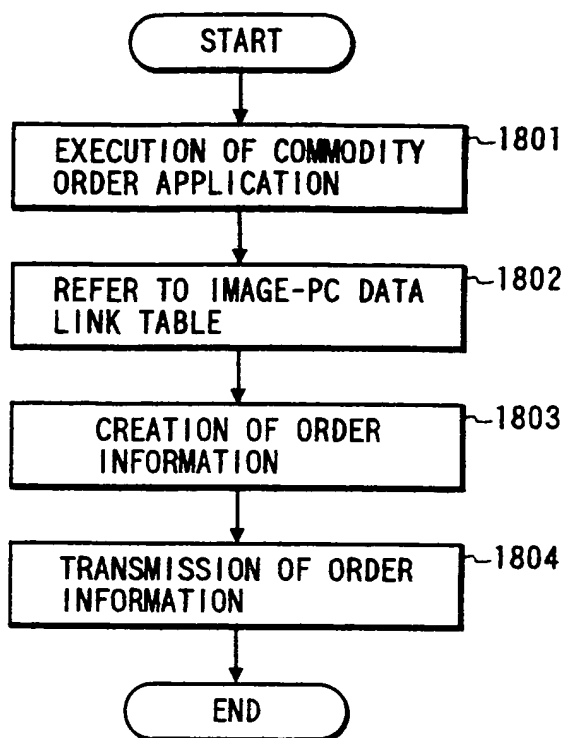 START
EXECUTION OF COMMODITY
ORDER APPLICATION
1801
REFER TO IMAGE-PC DATA
LINK TABLE
1802
CREATION OF ORDER
INFORMATION
1803
TRANSMISSION OF ORDER
INFORMATION
1804
END